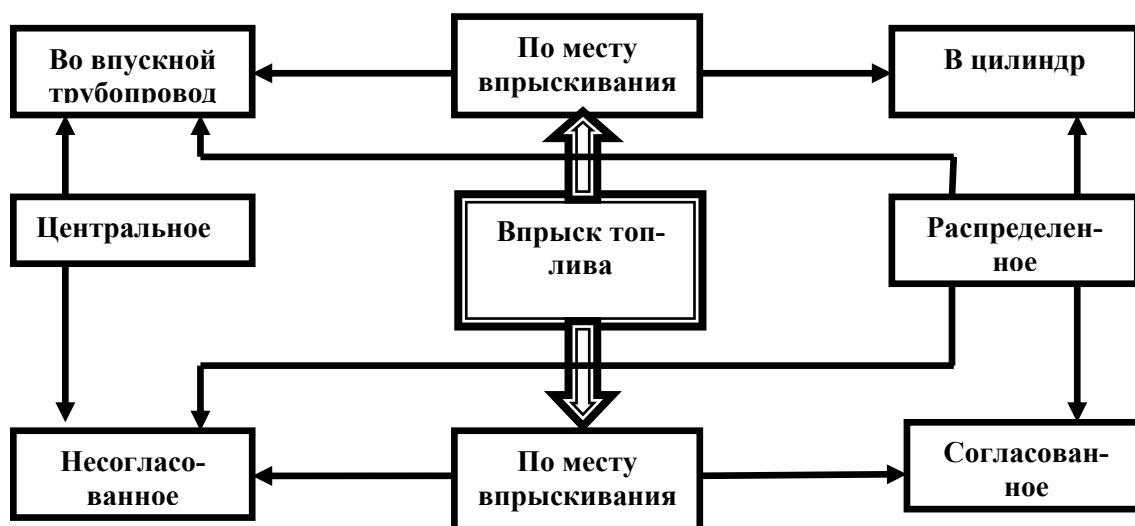 Во впускной
трубопровод
По месту
впрыскивания
В цилиндр
Центральное
Впрыск топ-
лива
Распределен-
ное
Несогласо-
ванное
По месту
впрыскивания
Согласован-
ное